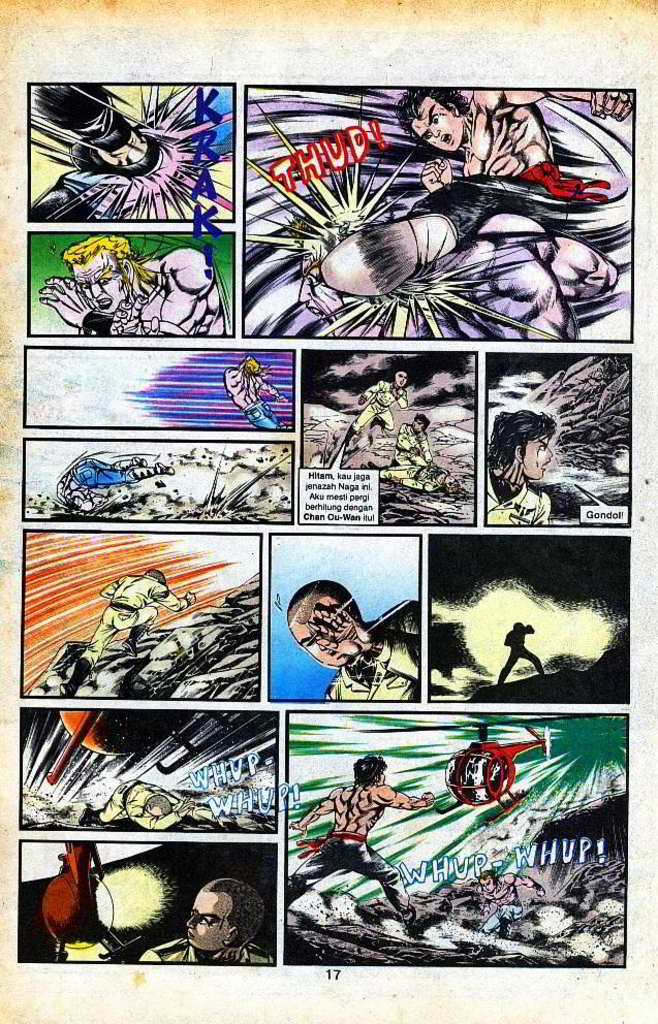 KRAK!
THUD!
Hitam, kau jaga
jenazah Naga ini.
Aku mesti pergi
berhitung dengan
Chan Ou-Wan itu!
Gondol!
WHUP-
WHUP!
WHUP-WHUP!
17